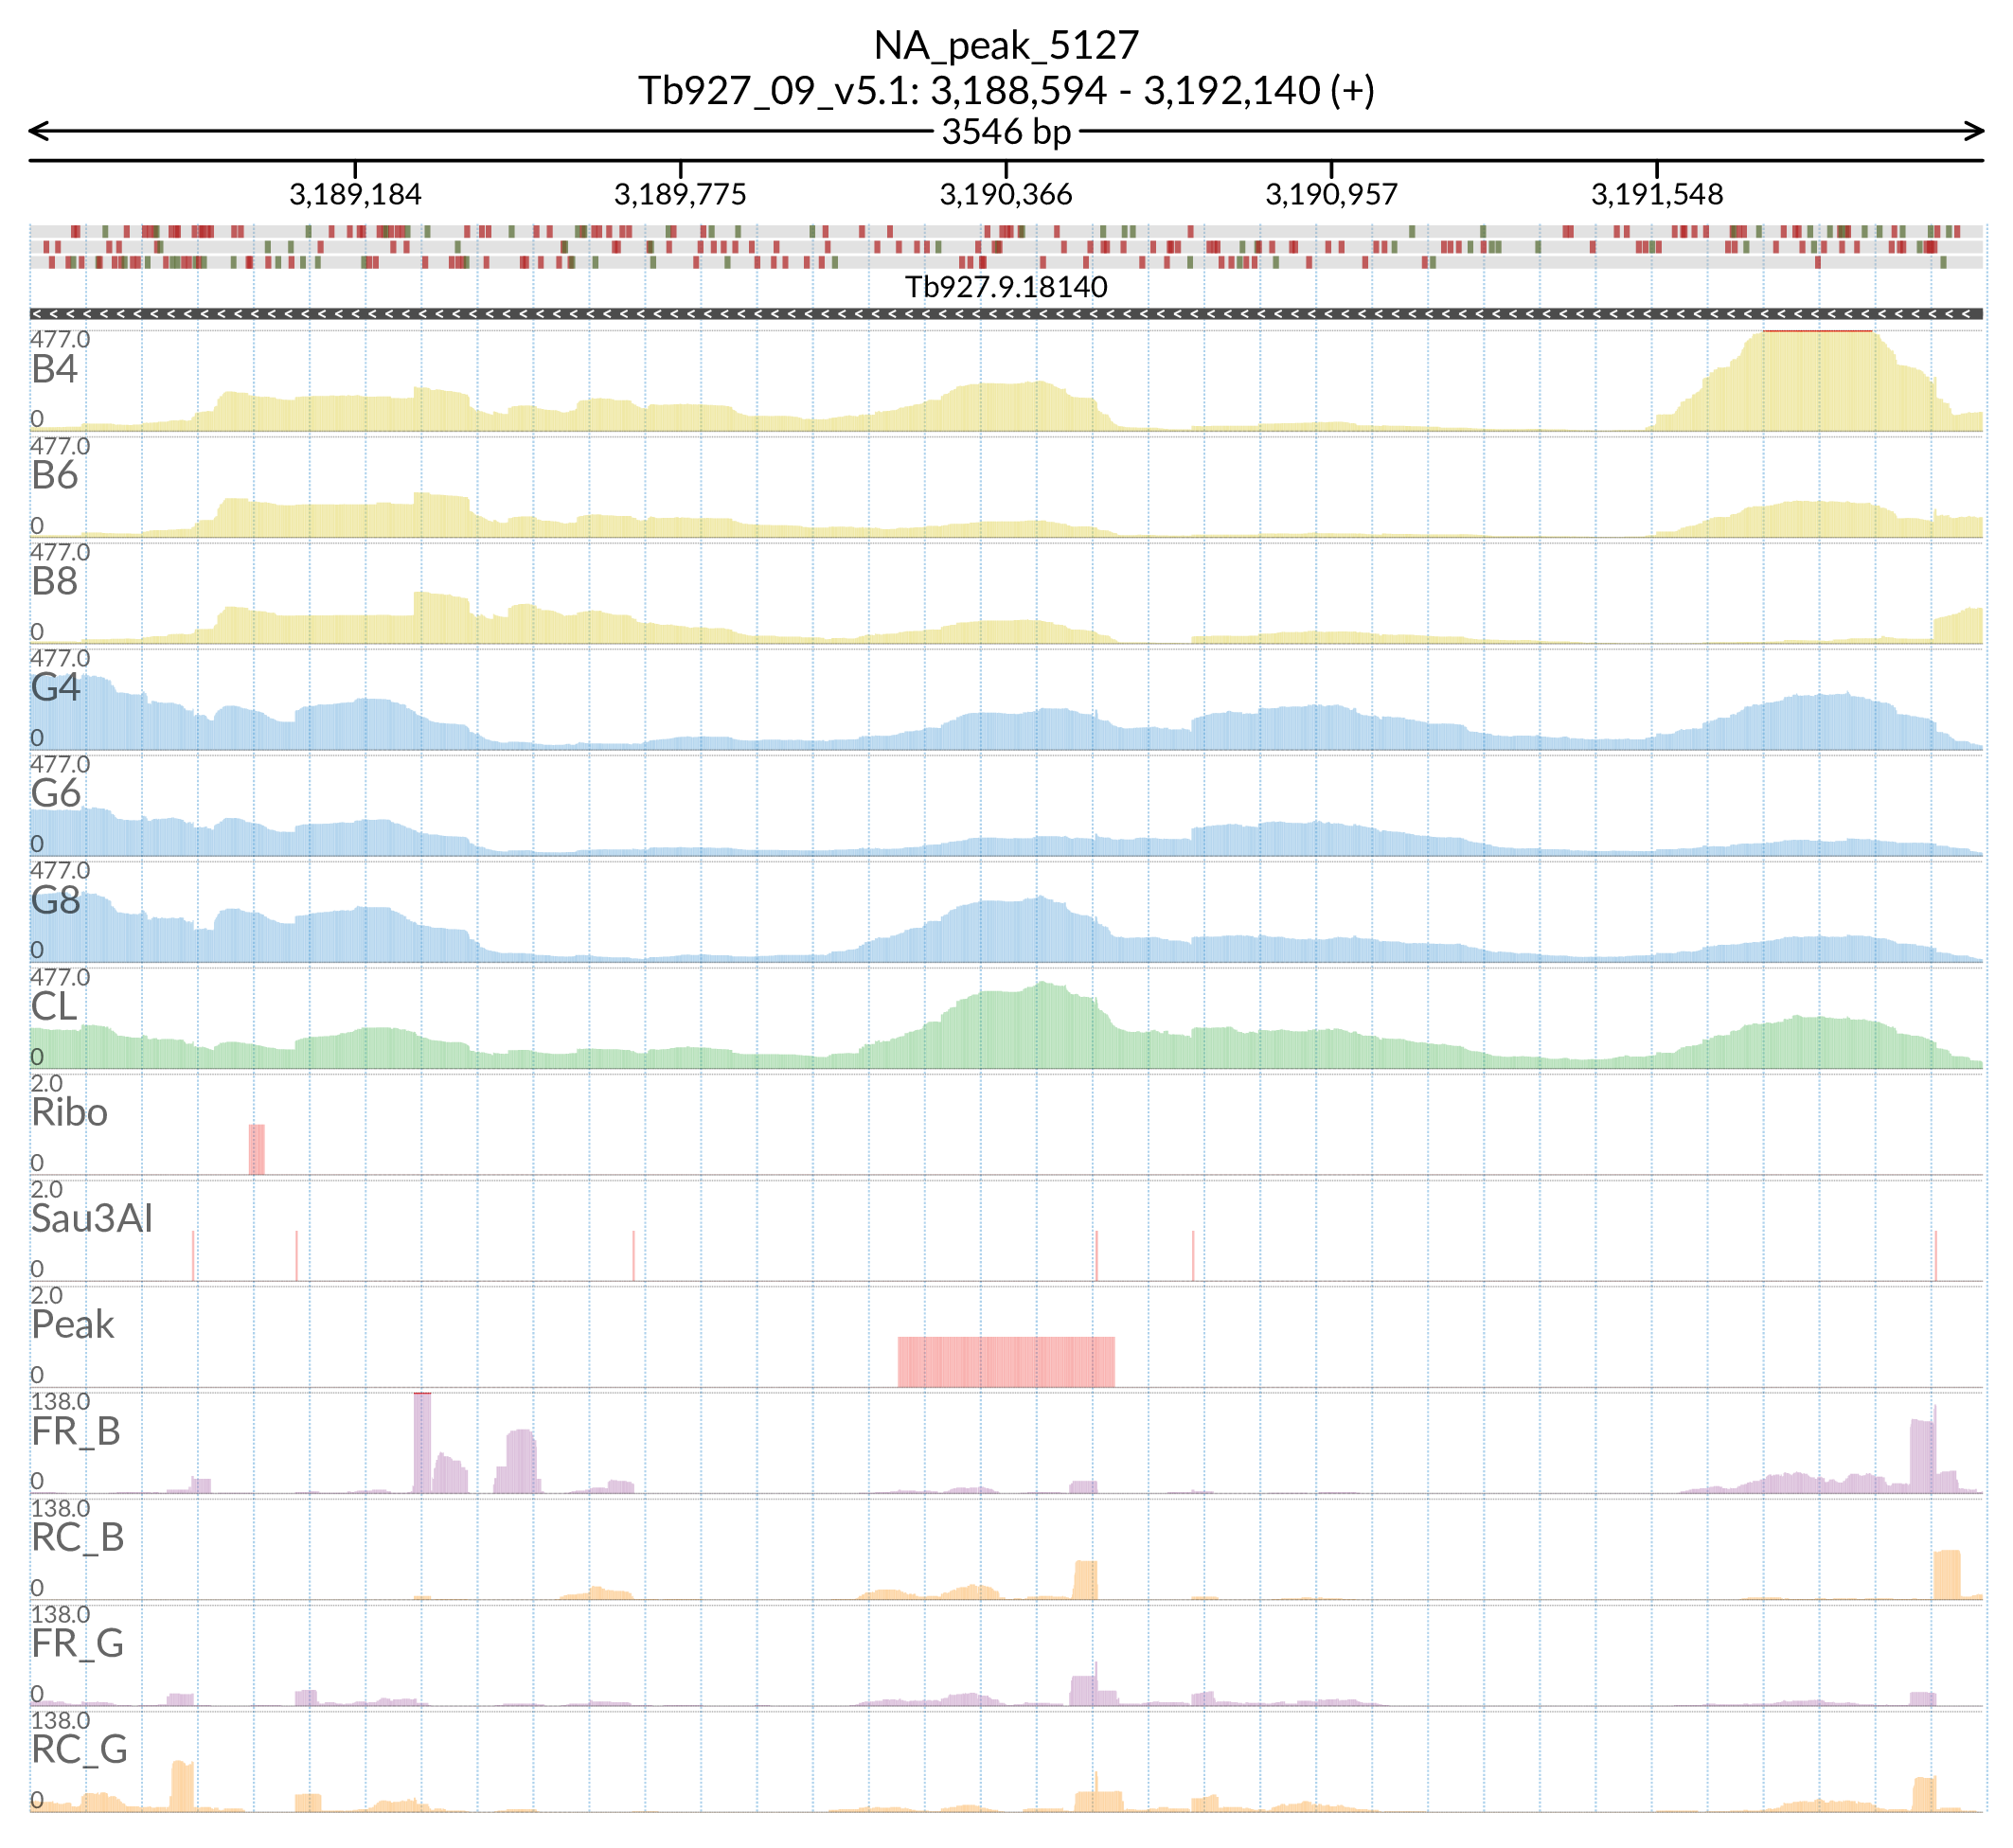 NA_peak_5127
Tb927_09_v5.1: 3,188,594 - 3,192,140 (+)
3546 bp
3,189,184 3,189,775 3,190,366 3,190,957 3,191,548
Tb927.9.18140
477.0
B4
0
477.0
B6
0
477.0
B8
0
477.0
G4
0
477.0
G6
0
477.0
G8
0
477.0
CL
0
2.0
Ribo
0
2.0
Sau3AI
0
2.0
Peak
0
138.0
FR_B
0
138.0
RC_B
0
138.0
FR_G
0
138.0
RC_G
0